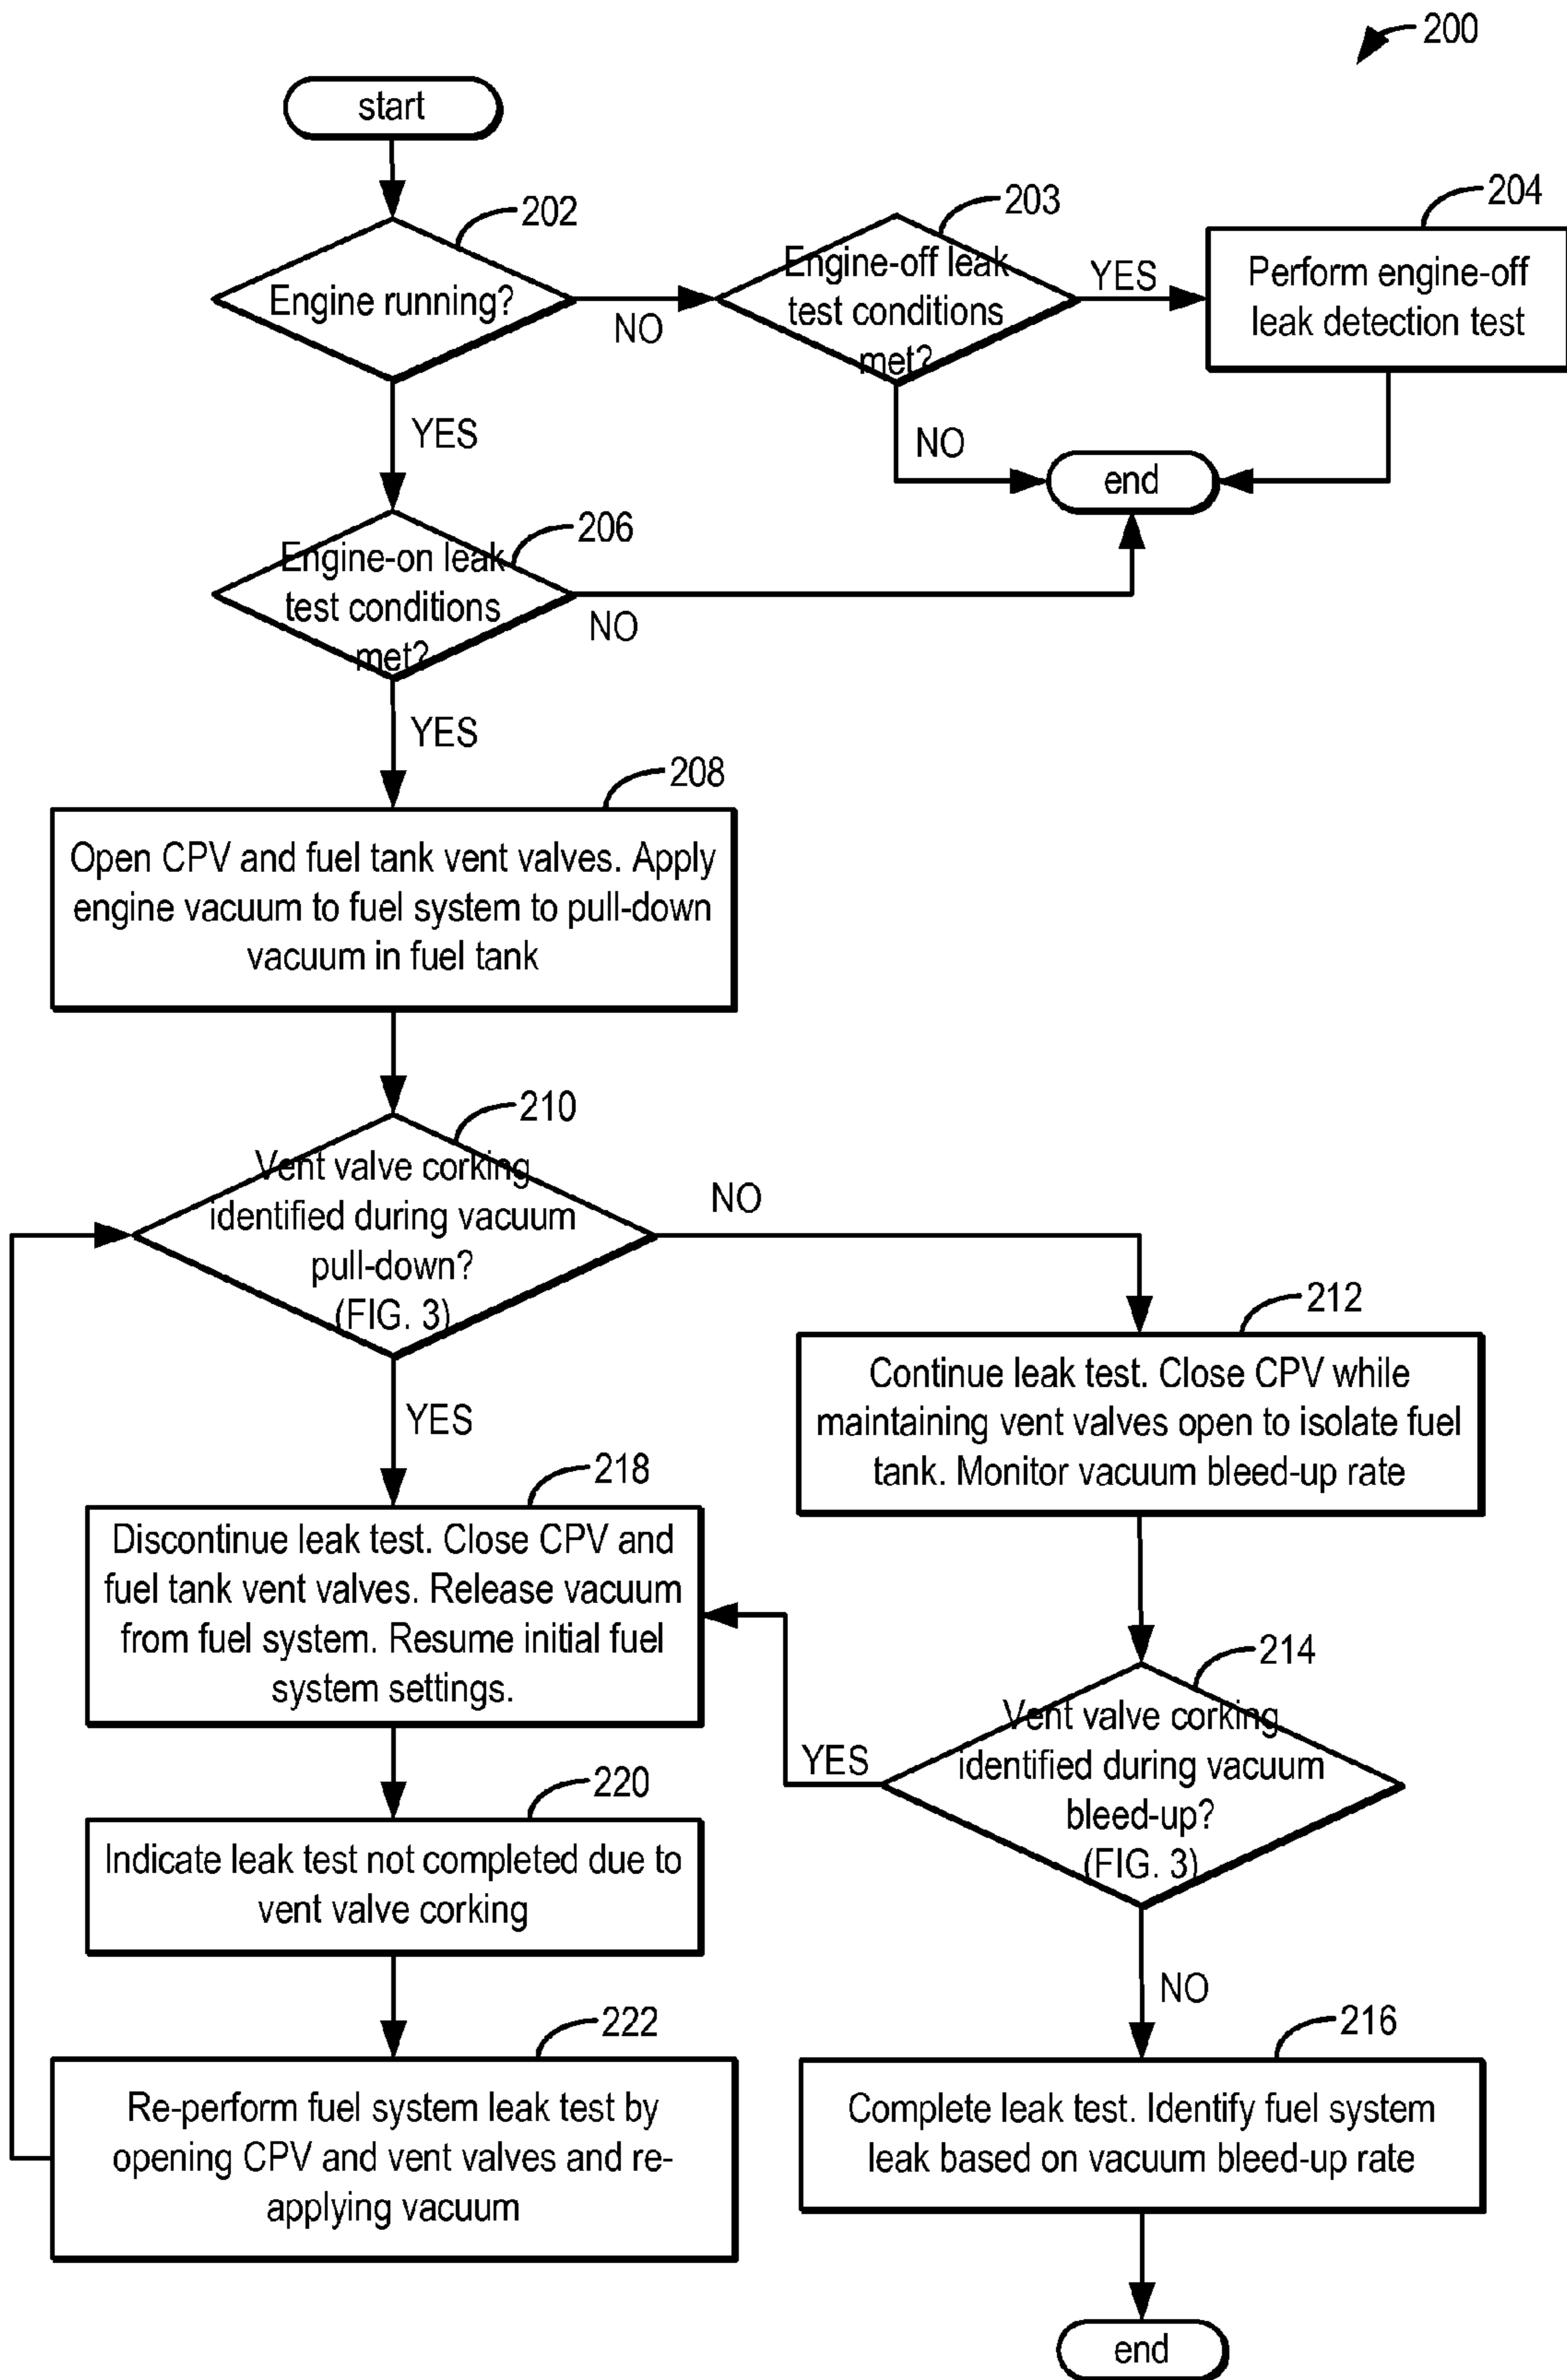 200
start
202
Engine running?
NO
203
Engine-off leak
test conditions
met?
YES
204
Perform engine-off
leak detection test
YES
NO
end
206
Engine-on leak
test conditions
met?
NO
YES
208
Open CPV and fuel tank vent valves. Apply
engine vacuum to fuel system to pull-down
vacuum in fuel tank
210
Vent valve corking
identified during vacuum
pull-down?
(FIG. 3)
NO
212
Continue leak test. Close CPV while
maintaining vent valves open to isolate fuel
tank. Monitor vacuum bleed-up rate
YES
218
Discontinue leak test. Close CPV and
fuel tank vent valves. Release vacuum
from fuel system. Resume initial fuel
system settings.
214
Vent valve corking
identified during vacuum
bleed-up?
(FIG. 3)
YES
220
Indicate leak test not completed due to
vent valve corking
NO
222
Re-perform fuel system leak test by
opening CPV and vent valves and re-
applying vacuum
216
Complete leak test. Identify fuel system
leak based on vacuum bleed-up rate
end